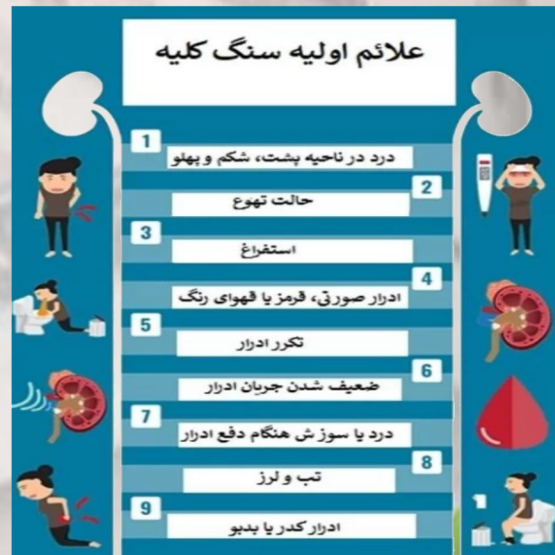 علائم اولیه سنگ کلیه
1
درد در ناحیه پشت، شکم و پهلو
2
حالت تهوع
3
استفراغ
4
ادرار صورتی، قرمز یا قهوای رنگ
5
تکرر ادرار
6
ضعیف شدن جریان ادرار
7
درد یا سوز ش هنگام دفع ادرار
8
تب و لرز
9
ادرار کدر یا بدبو